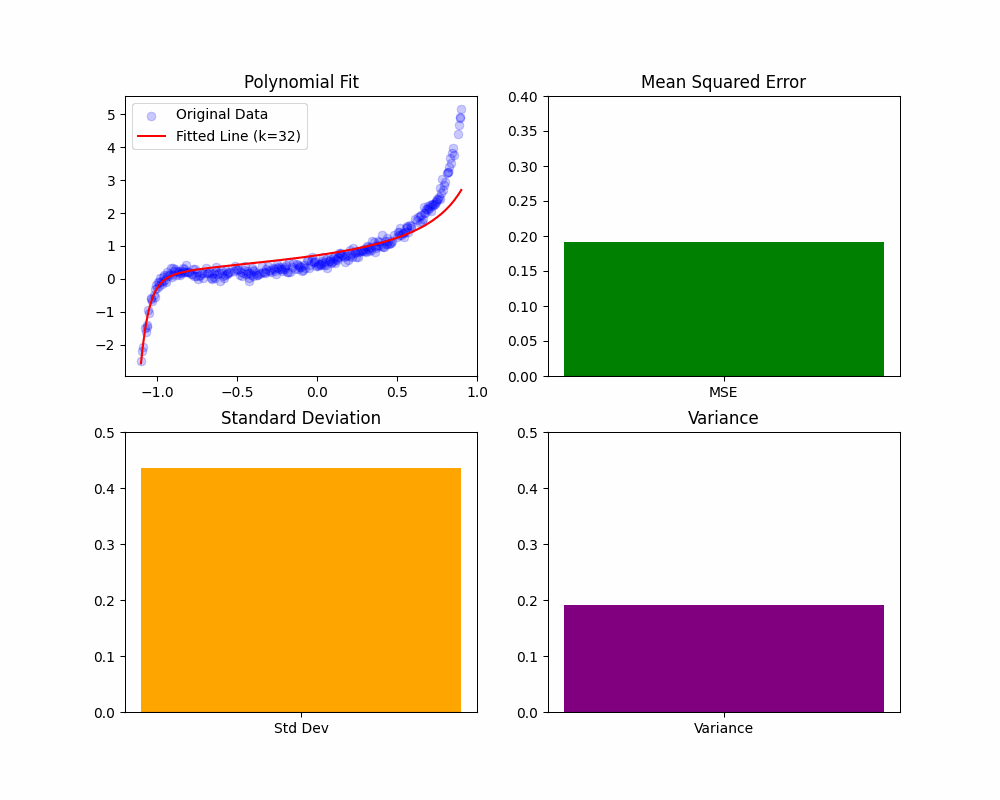 Polynomial Fit
Original Data
Fitted Line (k=32)
5
4
3
2
1
0
−1
−2
−1.0 −0.5 0.0 0.5 1.0
Mean Squared Error
0.40
0.35
0.30
0.25
0.20
0.15
0.10
0.05
0.00
MSE
Standard Deviation
0.5
0.4
0.3
0.2
0.1
0.0
Std Dev
Variance
0.5
0.4
0.3
0.2
0.1
0.0
Variance